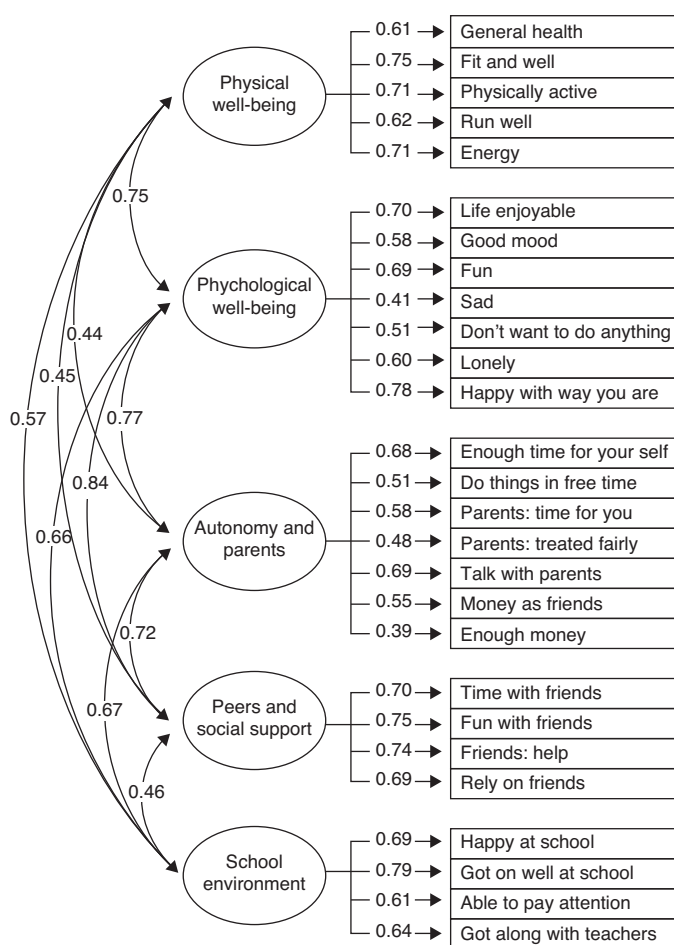 0.61
General health
0.75
Fit and well
Physical
well-being
0.71
Physically active
0.62
Run well
0.71
Energy
0.75
0.70
Life enjoyable
0.58
Good mood
Phychological
well-being
0.69
Fun
0.41
Sad
0.51
Don't want to do anything
0.60
Lonely
0.78
Happy with way you are
0.44
0.45
0.57
0.77
0.84
0.66
0.68
Enough time for your self
0.51
Do things in free time
Autonomy and
parents
0.58
Parents: time for you
0.48
Parents: treated fairly
0.69
Talk with parents
0.55
Money as friends
0.39
Enough money
0.72
0.67
0.70
Time with friends
Peers and
social support
0.75
Fun with friends
0.74
Friends: help
0.69
Rely on friends
0.46
0.69
Happy at school
School
environment
0.79
Got on well at school
0.61
Able to pay attention
0.64
Got along with teachers